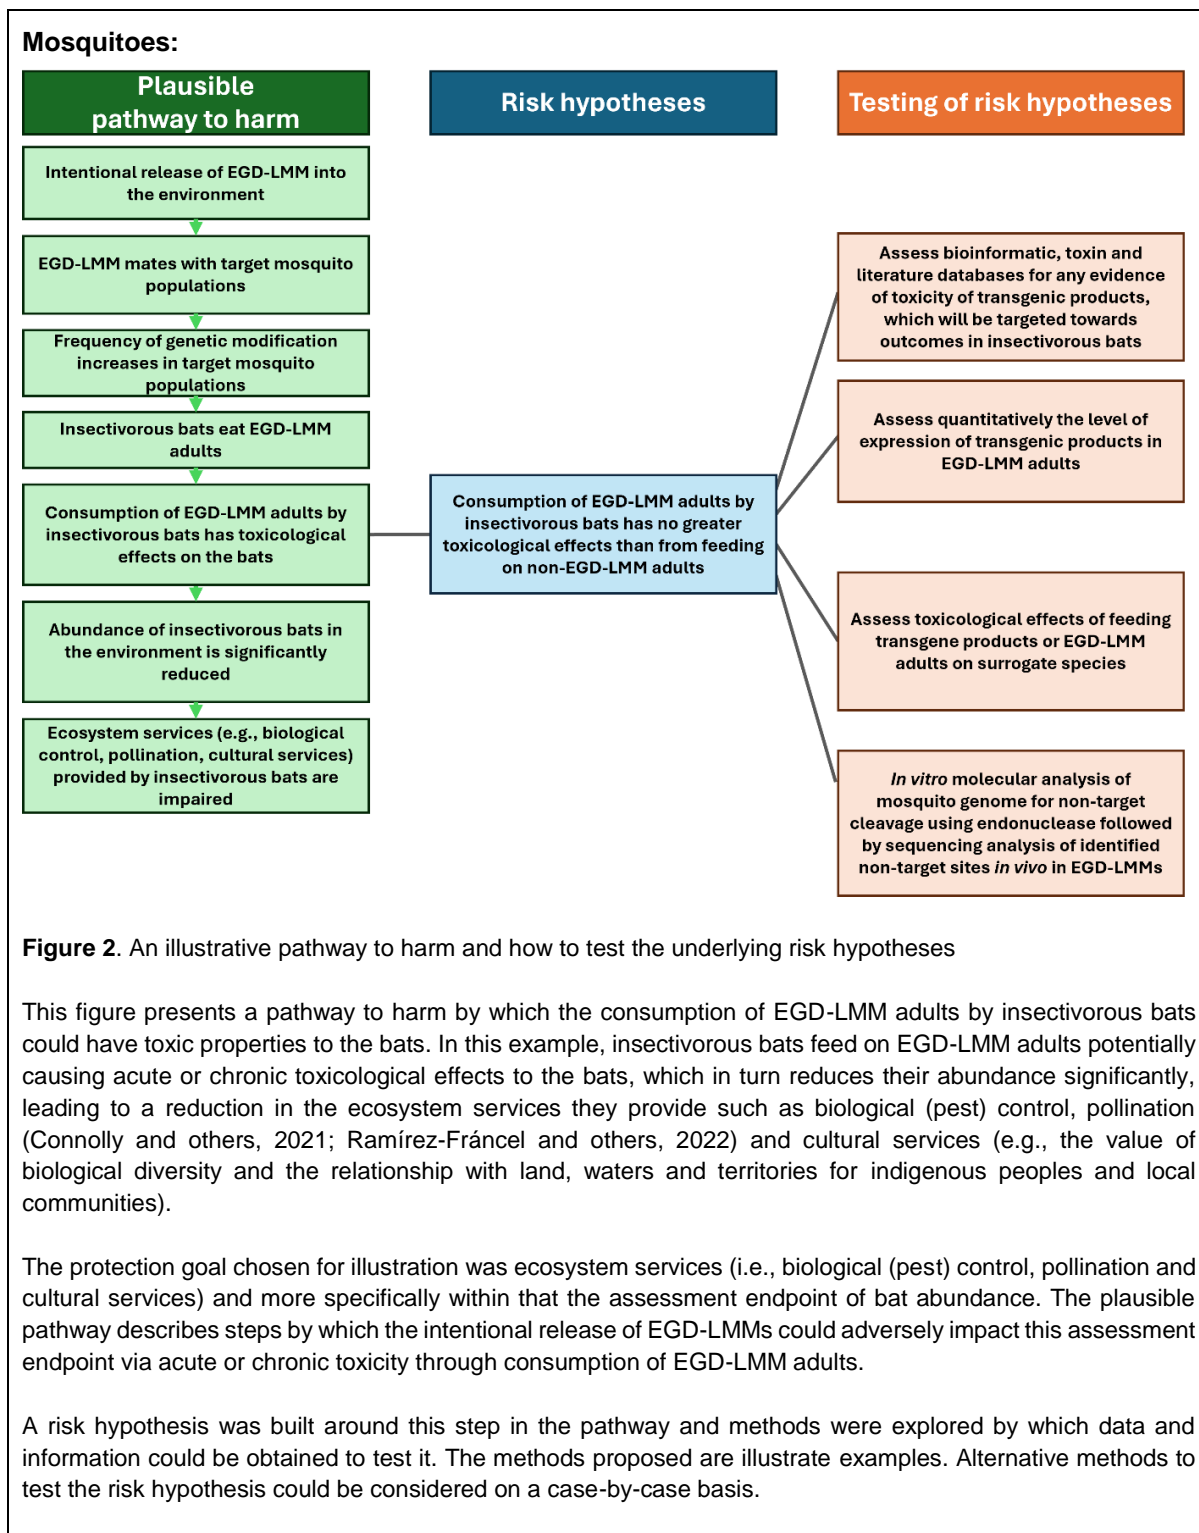 Mosquitoes:
Plausible
pathway to harm
Risk hypotheses
Testing of risk hypotheses
Intentional release of EGD-LMM into
the environment
EGD-LMM mates with target mosquito
populations
Frequency of genetic modification
increases in target mosquito
populations
Insectivorous bats eat EGD-LMM
adults
Consumption of EGD-LMM adults by
insectivorous bats has toxicological
effects on the bats
Abundance of insectivorous bats in
the environment is significantly
reduced
Ecosystem services (e.g., biological
control, pollination, cultural services)
provided by insectivorous bats are
impaired
Consumption of EGD-LMM adults by
insectivorous bats has no greater
toxicological effects than from feeding
on non-EGD-LMM adults
Assess bioinformatic, toxin and
literature databases for any evidence
of toxicity of transgenic products,
which will be targeted towards
outcomes in insectivorous bats
Assess quantitatively the level of
expression of transgenic products in
EGD-LMM adults
Assess toxicological effects of feeding
transgene products or EGD-LMM
adults on surrogate species
In vitro molecular analysis of
mosquito genome for non-target
cleavage using endonuclease followed
by sequencing analysis of identified
non-target sites in vivo in EGD-LMMs
Figure 2. An illustrative pathway to harm and how to test the underlying risk hypotheses
This figure presents a pathway to harm by which the consumption of EGD-LMM adults by insectivorous bats
could have toxic properties to the bats. In this example, insectivorous bats feed on EGD-LMM adults potentially
causing acute or chronic toxicological effects to the bats, which in turn reduces their abundance significantly,
leading to a reduction in the ecosystem services they provide such as biological (pest) control, pollination
(Connolly and others, 2021; Ramírez-Fráncel and others, 2022) and cultural services (e.g., the value of
biological diversity and the relationship with land, waters and territories for indigenous peoples and local
communities).
The protection goal chosen for illustration was ecosystem services (i.e., biological (pest) control, pollination and
cultural services) and more specifically within that the assessment endpoint of bat abundance. The plausible
pathway describes steps by which the intentional release of EGD-LMMs could adversely impact this assessment
endpoint via acute or chronic toxicity through consumption of EGD-LMM adults.
A risk hypothesis was built around this step in the pathway and methods were explored by which data and
information could be obtained to test it. The methods proposed are illustrate examples. Alternative methods to
test the risk hypothesis could be considered on a case-by-case basis.